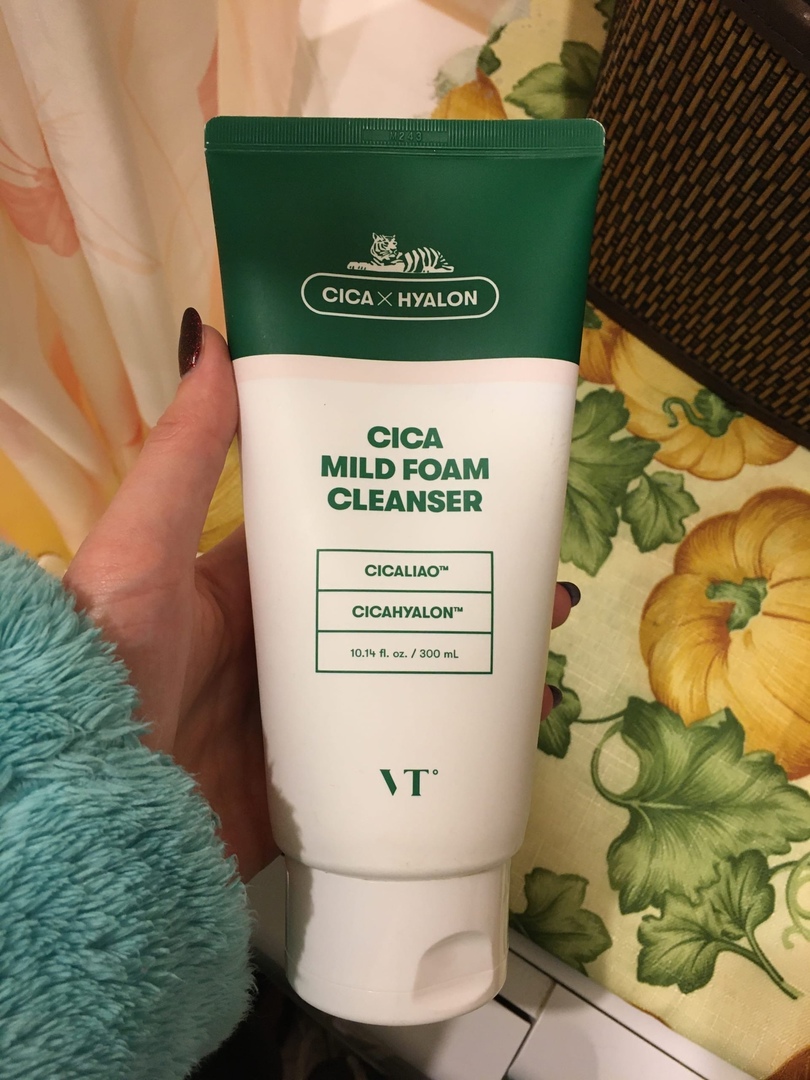 CICA × HYALON
CICA
MILD FOAM
CLEANSER
CICALIAO™
CICAHYALON™
10.14 fl. oz. / 300 mL
VT°